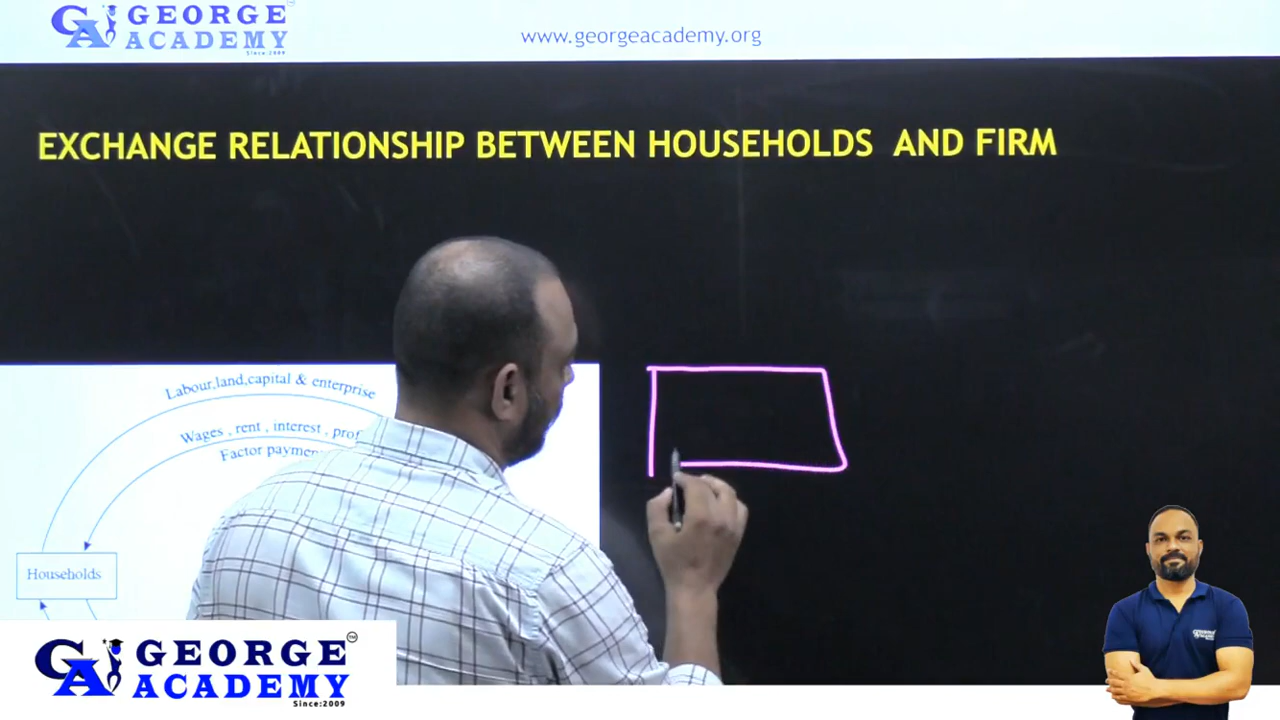 GEORGE
ACADEMY
Since:2009
www.georgeacademy.org
EXCHANGE RELATIONSHIP BETWEEN HOUSEHOLDS AND FIRM
Labour,land,capital & enterprise
Wages , rent , interest , prof
Factor paymen
Households
GEORGE
ACADEMY
Since:2009